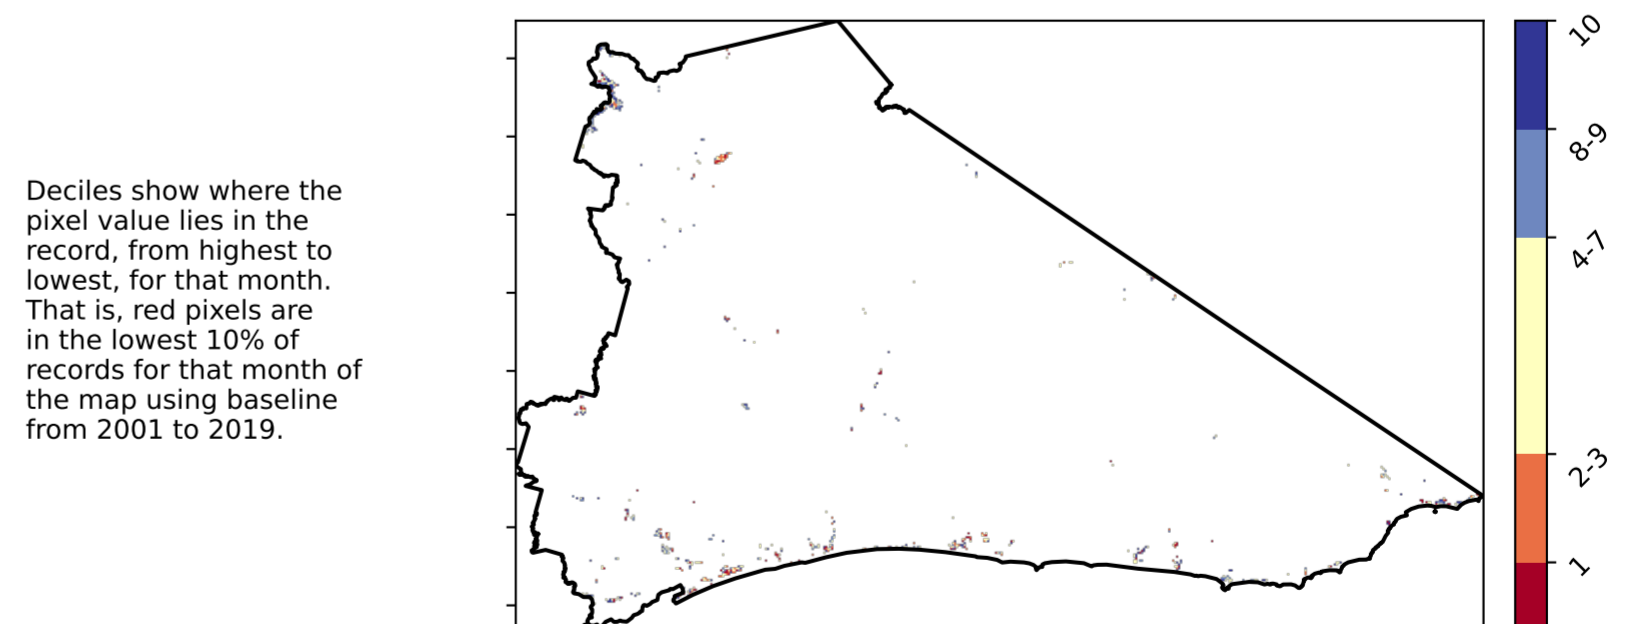 Deciles show where the
pixel value lies in the
record, from highest to
lowest, for that month.
That is, red pixels are
in the lowest 10% of
records for that month of
the map using baseline
from 2001 to 2019.
10
8-9
4-7
2-3
1